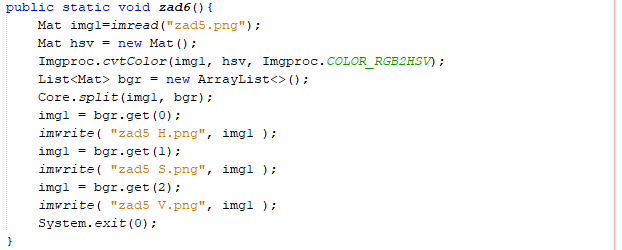 public static void zad6(){
    Mat img1=imread("zad5.png");
    Mat hsv = new Mat();
    Imgproc.cvtColor(img1, hsv, Imgproc.COLOR_RGB2HSV);
    List<Mat> bgr = new ArrayList<>();
    Core.split(img1, bgr);
    img1 = bgr.get(0);
    imwrite( "zad5 H.png", img1 );
    img1 = bgr.get(1);
    imwrite( "zad5 S.png", img1 );
    img1 = bgr.get(2);
    imwrite( "zad5 V.png", img1 );
    System.exit(0);
}